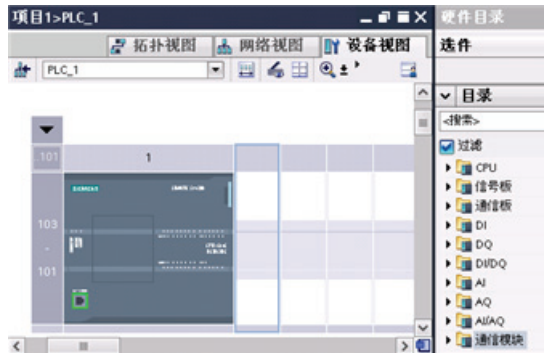 项目1>PLC_1
拓扑视图
网络视图
设备视图
PLC_1
101
1
103
101
SIEMENS
硬件目录
选件
目录
<搜索>
过滤
CPU
信号板
通信板
DI
DQ
DI/DQ
AI
AQ
AI/AQ
通信模块